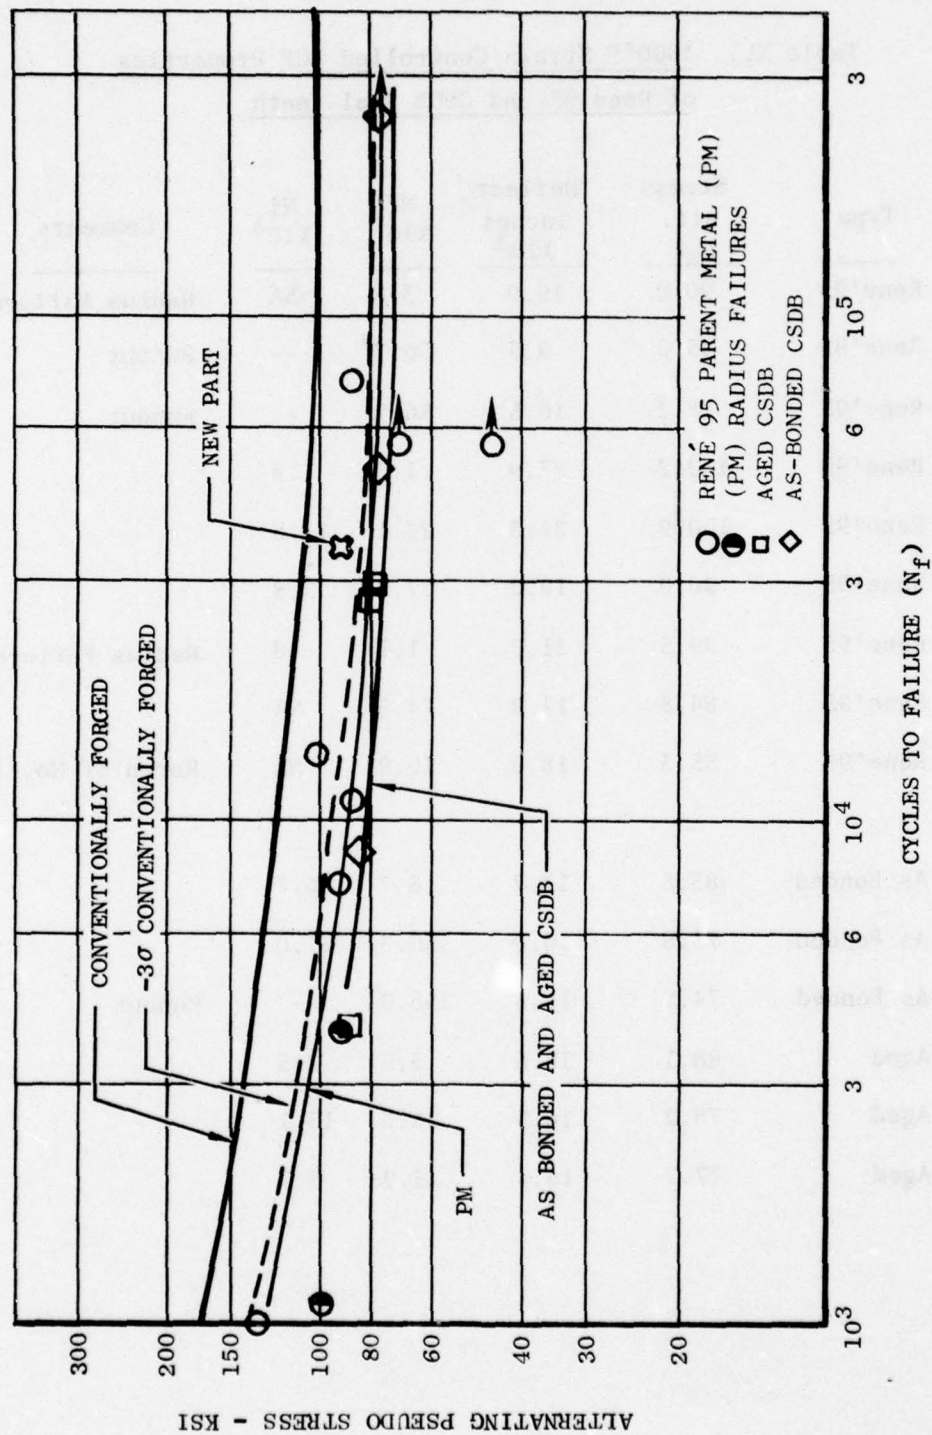 ALTERNATING PSEUDO STRESS - KSI
300
200
150
100
80
60
40
30
20
10³
3
10⁴
3
6
10⁵
3
CYCLES TO FAILURE (Nf)
CONVENTIONALLY FORGED
-3σ CONVENTIONALLY FORGED
NEW PART
PM
AS BONDED AND AGED CSDB
RENÉ 95 PARENT METAL (PM)
(PM) RADIUS FAILURES
AGED CSDB
AS-BONDED CSDB